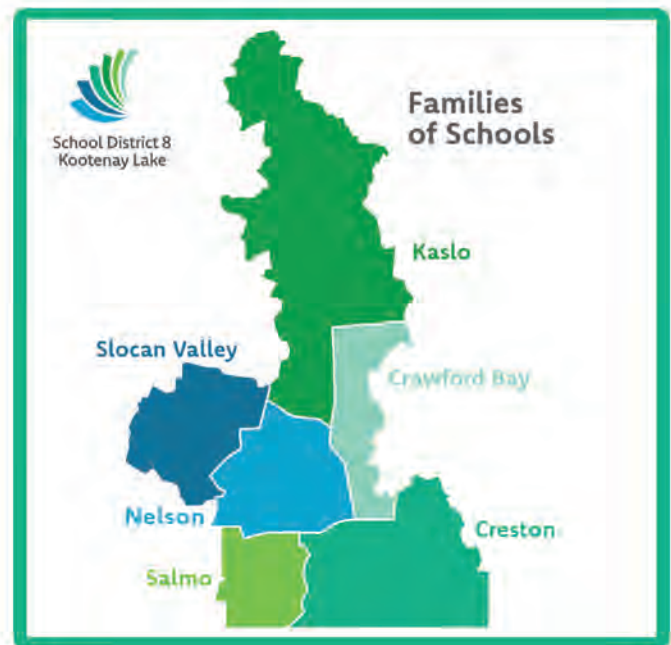 School District 8
Kootenay Lake
Families
of Schools
Kaslo
Slocan Valley
Crawford Bay
Nelson
Creston
Salmo